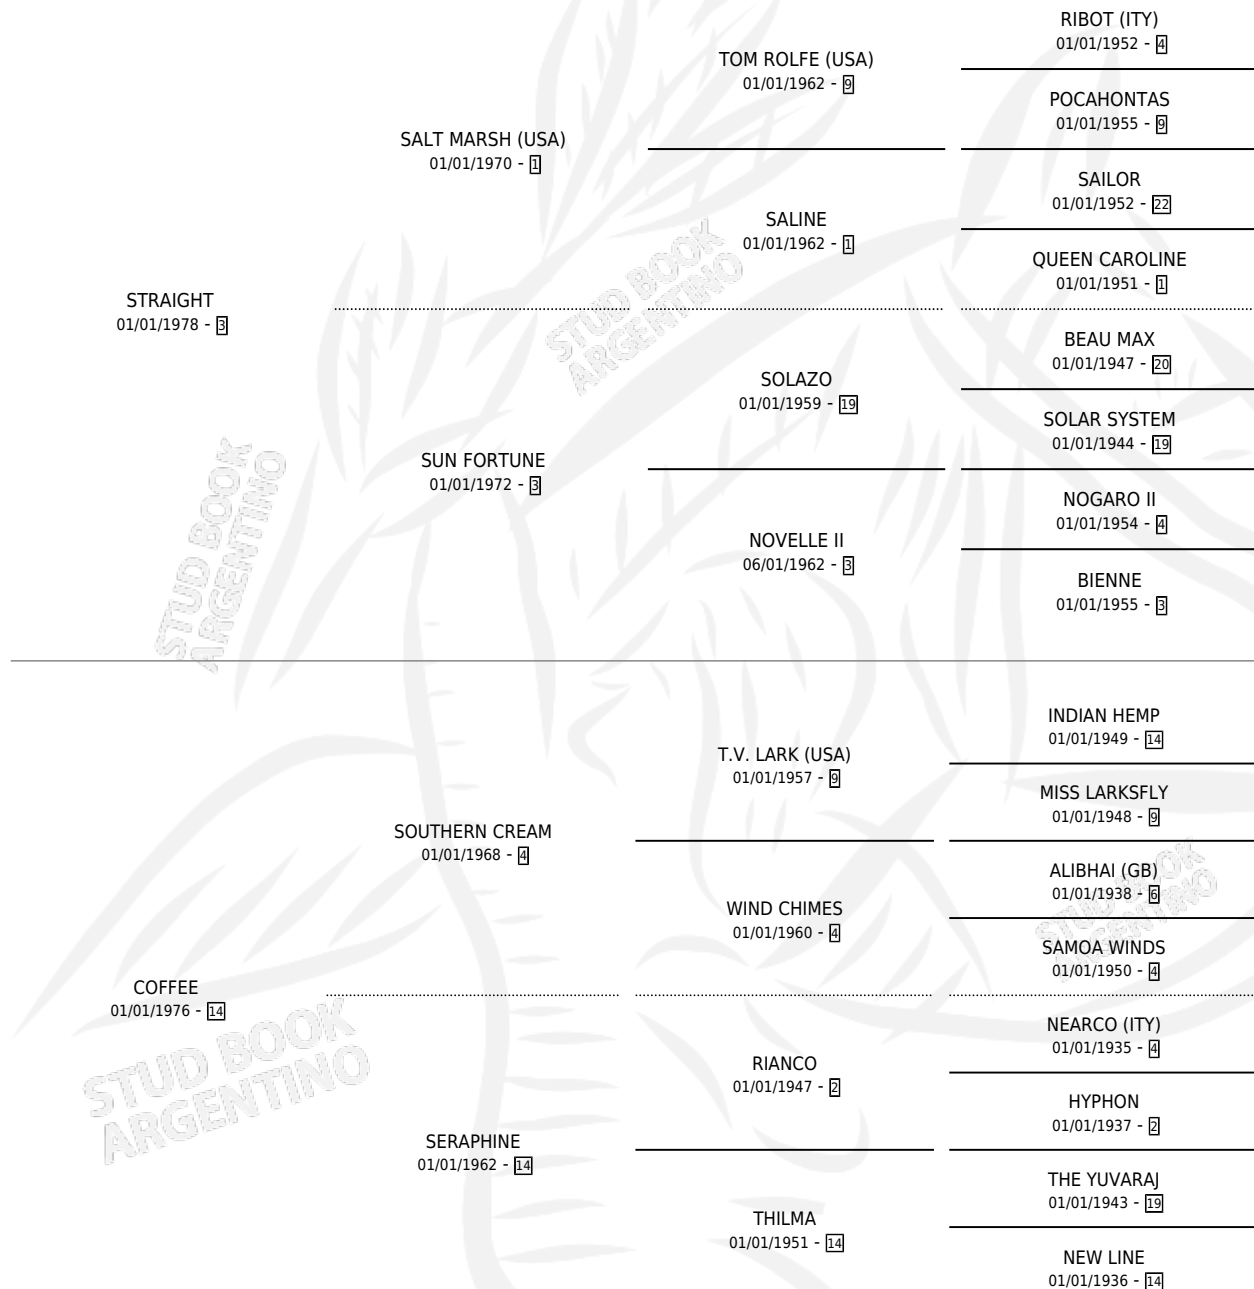 RIBOT (ITY)
01/01/1952 - 4
TOM ROLFE (USA)
01/01/1962 - 9
POCAHONTAS
01/01/1955 - 9
SALT MARSH (USA)
01/01/1970 - 1
SAILOR
01/01/1952 - 22
SALINE
01/01/1962 - 1
QUEEN CAROLINE
01/01/1951 - 1
STRAIGHT
01/01/1978 - 3
BEAU MAX
01/01/1947 - 20
SOLAZO
01/01/1959 - 19
SOLAR SYSTEM
01/01/1944 - 19
SUN FORTUNE
01/01/1972 - 3
NOGARO II
01/01/1954 - 4
NOVELLE II
06/01/1962 - 3
BIENNE
01/01/1955 - 3
INDIAN HEMP
01/01/1949 - 14
T.V. LARK (USA)
01/01/1957 - 9
MISS LARKSFLY
01/01/1948 - 9
SOUTHERN CREAM
01/01/1968 - 4
ALIBHAI (GB)
01/01/1938 - 6
WIND CHIMES
01/01/1960 - 4
SAMOA WINDS
01/01/1950 - 4
COFFEE
01/01/1976 - 14
NEARCO (ITY)
01/01/1935 - 4
RIANCO
01/01/1947 - 2
HYPHON
01/01/1937 - 2
SERAPHINE
01/01/1962 - 14
THE YUVARAJ
01/01/1943 - 19
THILMA
01/01/1951 - 14
NEW LINE
01/01/1936 - 14
STUD BOOK
ARGENTINO
STUD BOOK
ARGENTINO
STUD BOOK
ARGENTINO
STUD BOOK
ARGENTINO